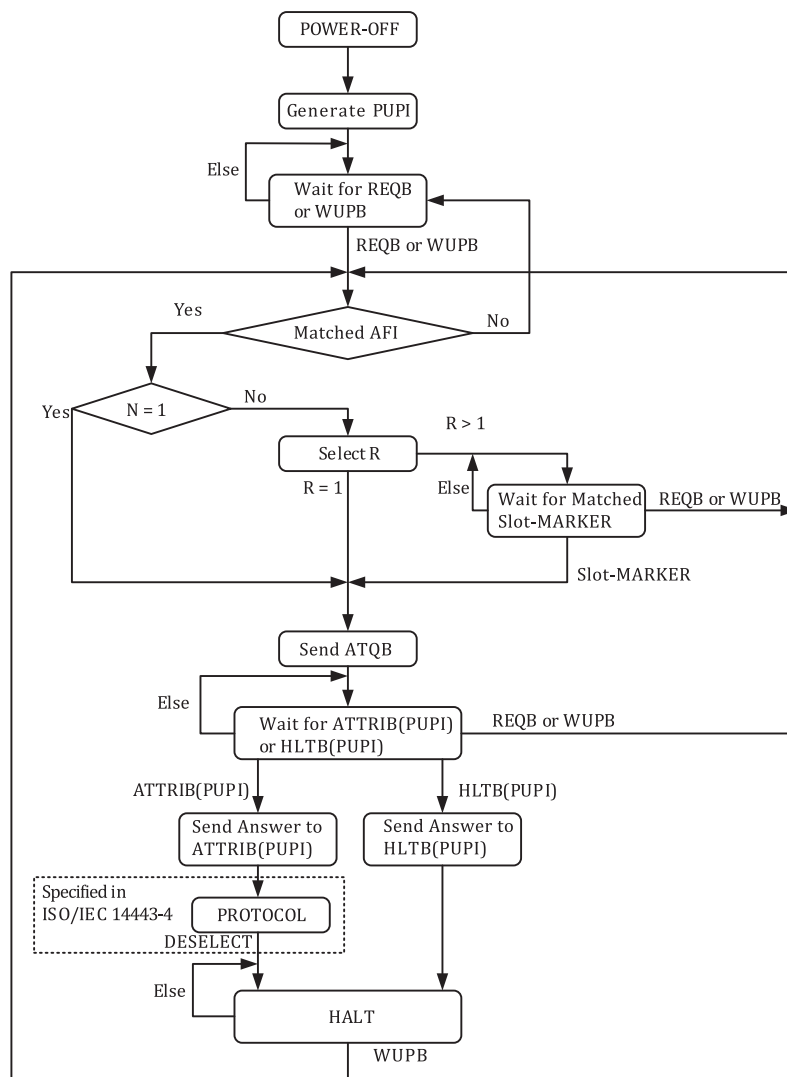 POWER-OFF
Generate PUPI
Else
Wait for REQB
or WUPB
REQB or WUPB
Yes
Matched AFI
No
Yes
N = 1
No
R > 1
Select R
R = 1
Else
Wait for Matched
Slot-MARKER
REQB or WUPB
Slot-MARKER
Send ATQB
Else
Wait for ATTRIB(PUPI)
or HLTB(PUPI)
REQB or WUPB
ATTRIB(PUPI)
HLTB(PUPI)
Send Answer to
ATTRIB(PUPI)
Send Answer to
HLTB(PUPI)
Specified in
ISO/IEC 14443-4
PROTOCOL
DESELECT
Else
HALT
WUPB